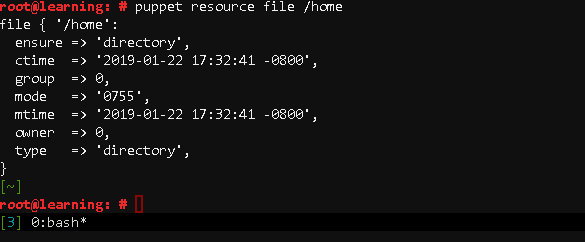 root@learning: # puppet resource file /home
file { '/home':
  ensure => 'directory',
  ctime  => '2019-01-22 17:32:41 -0800',
  group  => 0,
  mode   => '0755',
  mtime  => '2019-01-22 17:32:41 -0800',
  owner  => 0,
  type   => 'directory',
}
[~]
root@learning: #
[3] 0:bash*